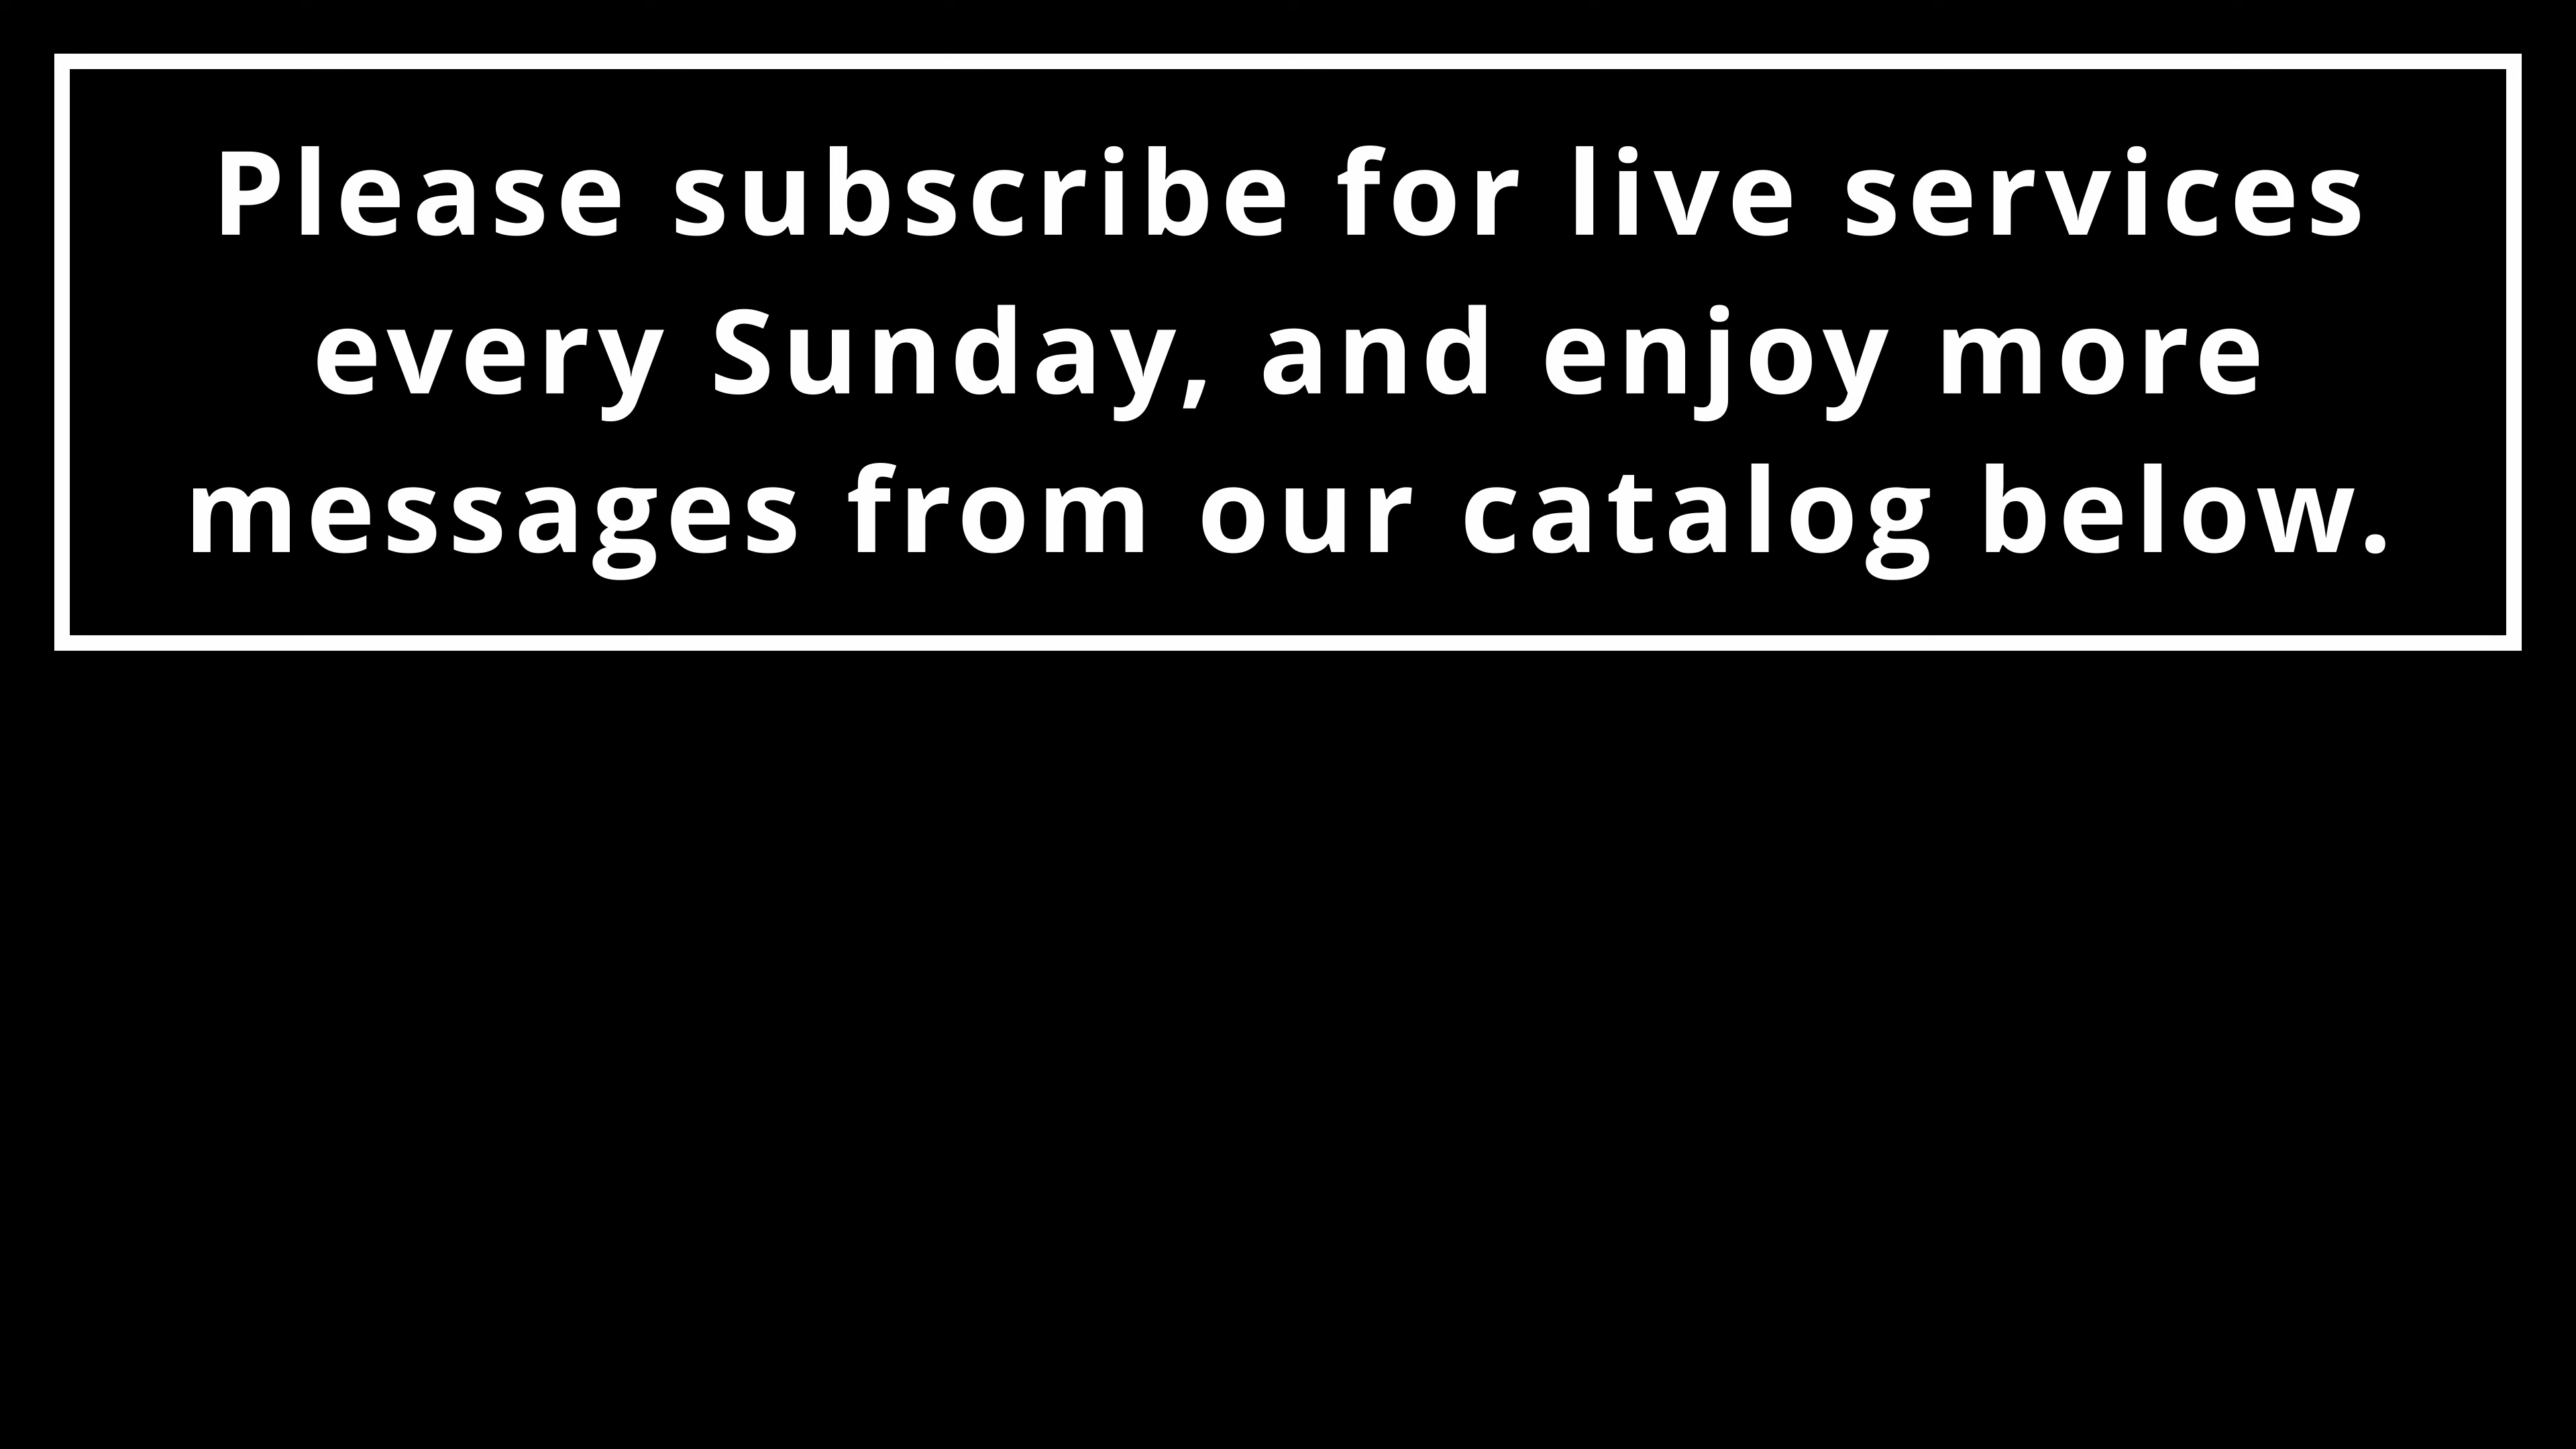 Please subscribe for live services
every Sunday, and enjoy more
messages from our catalog below.